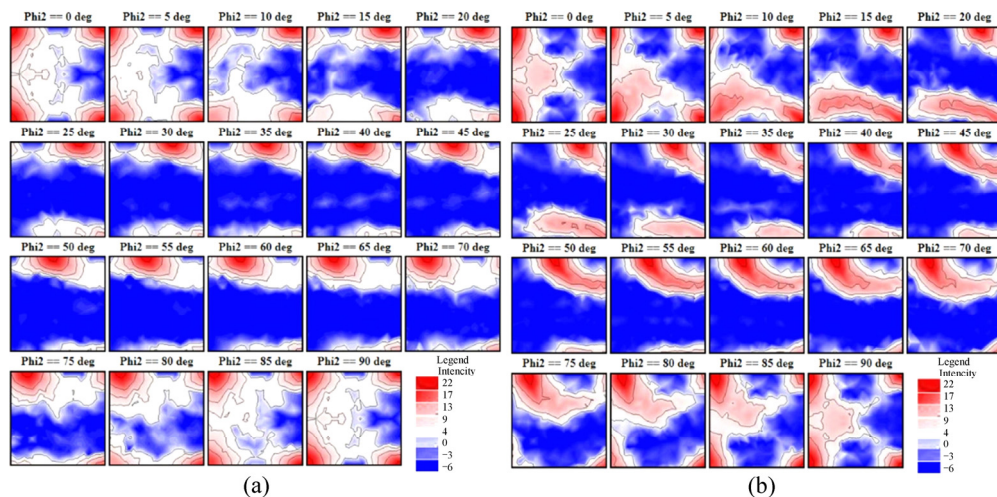 Phi2 == 0 deg Phi2 == 5 deg Phi2 == 10 deg Phi2 == 15 deg Phi2 == 20 deg
Phi2 == 25 deg Phi2 == 30 deg Phi2 == 35 deg Phi2 == 40 deg Phi2 == 45 deg
Phi2 == 50 deg Phi2 == 55 deg Phi2 == 60 deg Phi2 == 65 deg Phi2 == 70 deg
Phi2 == 75 deg Phi2 == 80 deg Phi2 == 85 deg Phi2 == 90 deg
Legend
Intencity
22
17
13
9
4
0
−3
−6
(a)
Phi2 == 0 deg Phi2 == 5 deg Phi2 == 10 deg Phi2 == 15 deg Phi2 == 20 deg
Phi2 == 25 deg Phi2 == 30 deg Phi2 == 35 deg Phi2 == 40 deg Phi2 == 45 deg
Phi2 == 50 deg Phi2 == 55 deg Phi2 == 60 deg Phi2 == 65 deg Phi2 == 70 deg
Phi2 == 75 deg Phi2 == 80 deg Phi2 == 85 deg Phi2 == 90 deg
Legend
Intencity
22
17
13
9
4
0
−3
−6
(b)